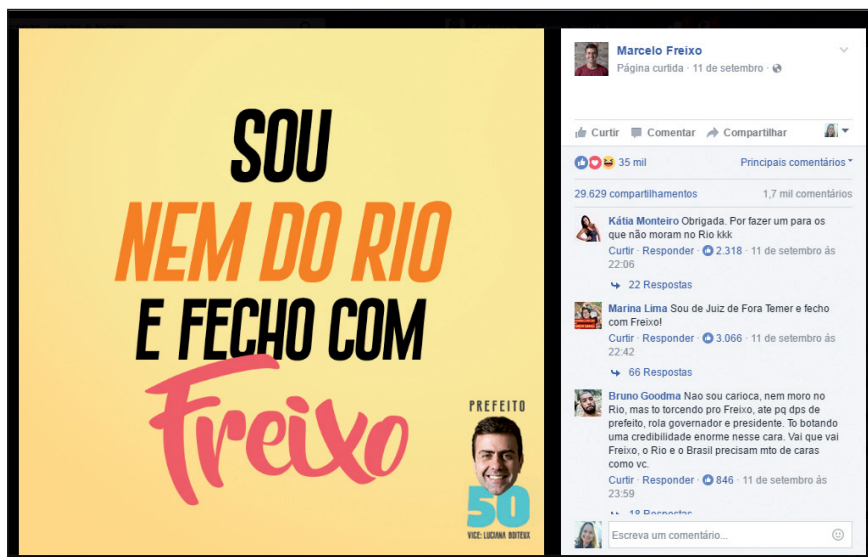 SOU
NEM DO RIO
E FECHO COM
Freixo
PREFEITO
50
VICE: LUCIANA BOITEUX
Marcelo Freixo
Página curtida · 11 de setembro ·
Curtir Comentar Compartilhar
35 mil Principais comentários
29.629 compartilhamentos 1,7 mil comentários
Kátia Monteiro Obrigada. Por fazer um para os
que não moram no Rio kkk
Curtir · Responder · 2.318 · 11 de setembro às
22:06
22 Respostas
Marina Lima Sou de Juiz de Fora Temer e fecho
com Freixo!
Curtir · Responder · 3.066 · 11 de setembro às
22:42
66 Respostas
Bruno Goodma Nao sou carioca, nem moro no
Rio, mas to torcendo pro Freixo, ate pq dps de
prefeito, rola governador e presidente. To botando
uma credibilidade enorme nesse cara. Vai que vai
Freixo, o Rio e o Brasil precisam mto de caras
como vc.
Curtir · Responder · 846 · 11 de setembro às
23:59
18 Respostas
Escreva um comentário...